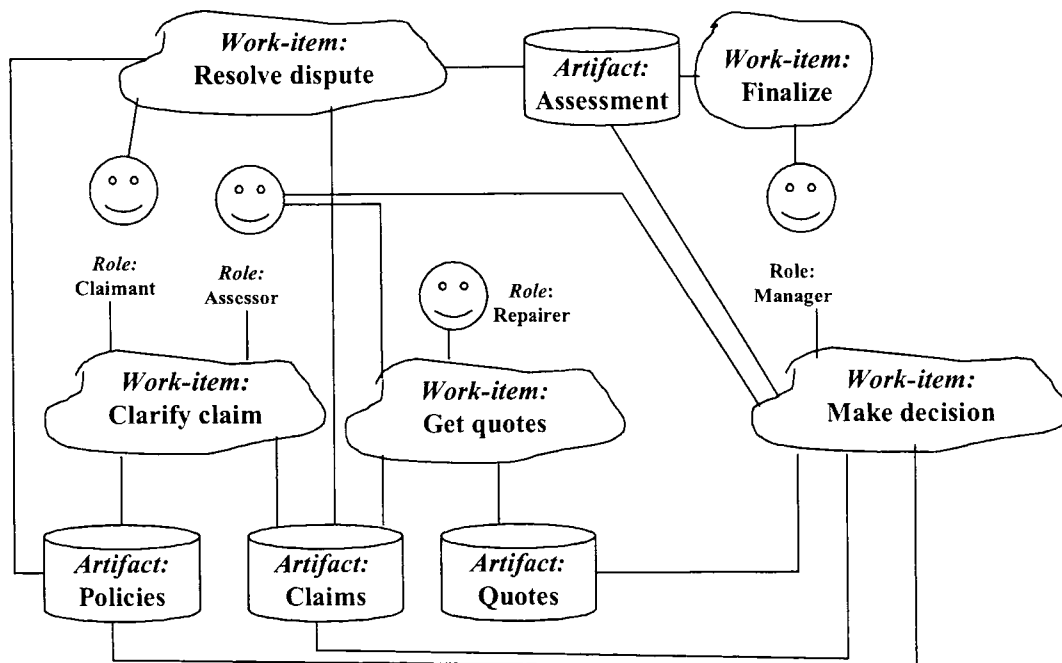 Work-item:
Resolve dispute
Artifact:
Assessment
Work-item:
Finalize
Role:
Claimant
Role:
Assessor
Role:
Repairer
Role:
Manager
Work-item:
Clarify claim
Work-item:
Get quotes
Work-item:
Make decision
Artifact:
Policies
Artifact:
Claims
Artifact:
Quotes